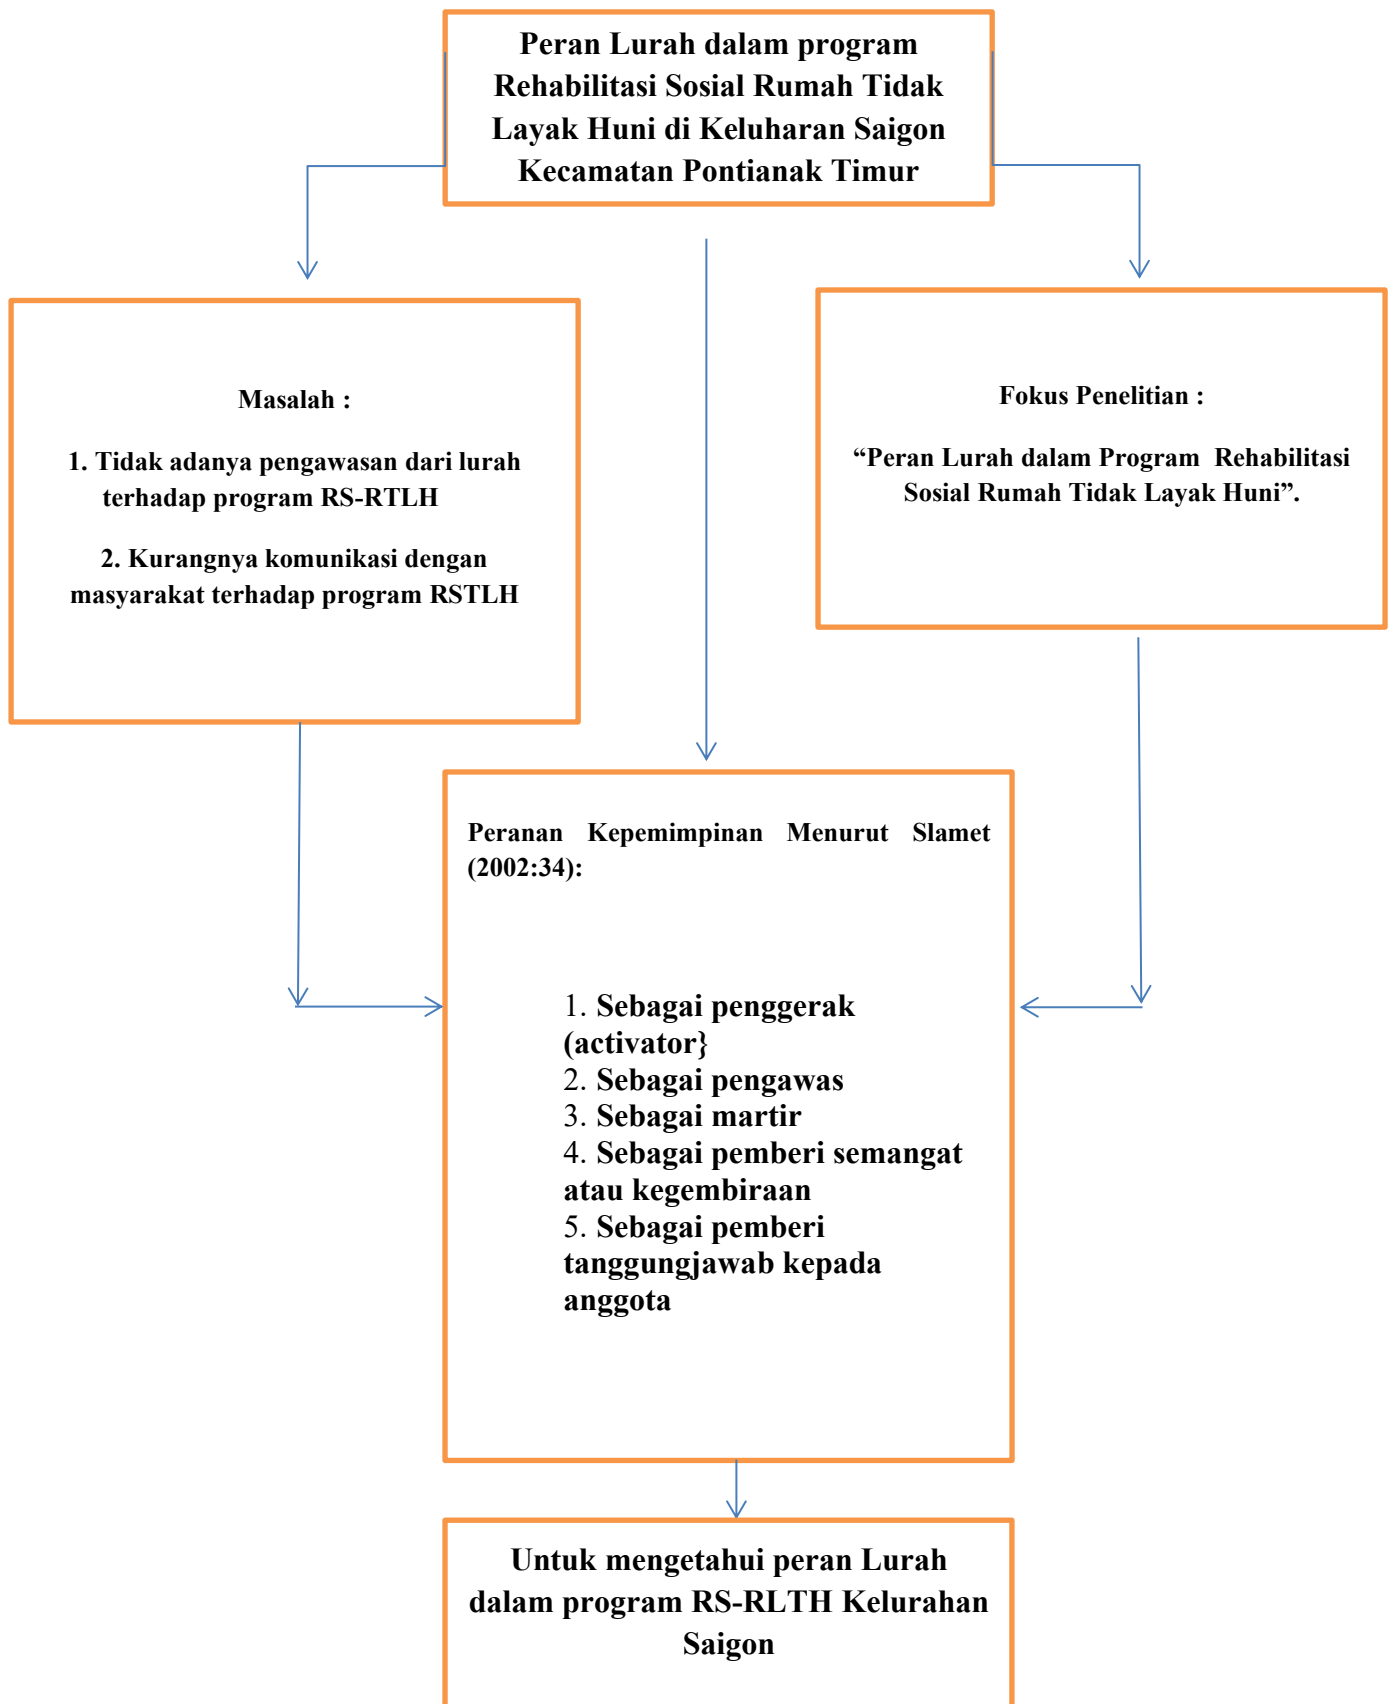 Peran Lurah dalam program
Rehabilitasi Sosial Rumah Tidak
Layak Huni di Keluharan Saigon
Kecamatan Pontianak Timur
Masalah :
1. Tidak adanya pengawasan dari lurah
terhadap program RS-RTLH
2. Kurangnya komunikasi dengan
masyarakat terhadap program RSTLH
Fokus Penelitian :
“Peran Lurah dalam Program Rehabilitasi
Sosial Rumah Tidak Layak Huni”.
Peranan Kepemimpinan Menurut Slamet
(2002:34):
1. Sebagai penggerak
(activator}
2. Sebagai pengawas
3. Sebagai martir
4. Sebagai pemberi semangat
atau kegembiraan
5. Sebagai pemberi
tanggungjawab kepada
anggota
Untuk mengetahui peran Lurah
dalam program RS-RLTH Kelurahan
Saigon